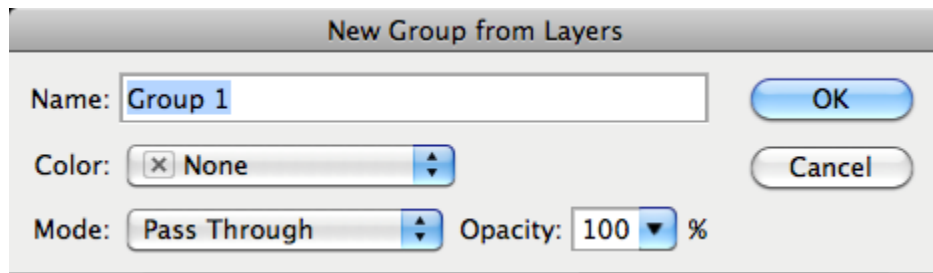 New Group from Layers
Name: Group 1 OK
Color: None Cancel
Mode: Pass Through Opacity: 100 %